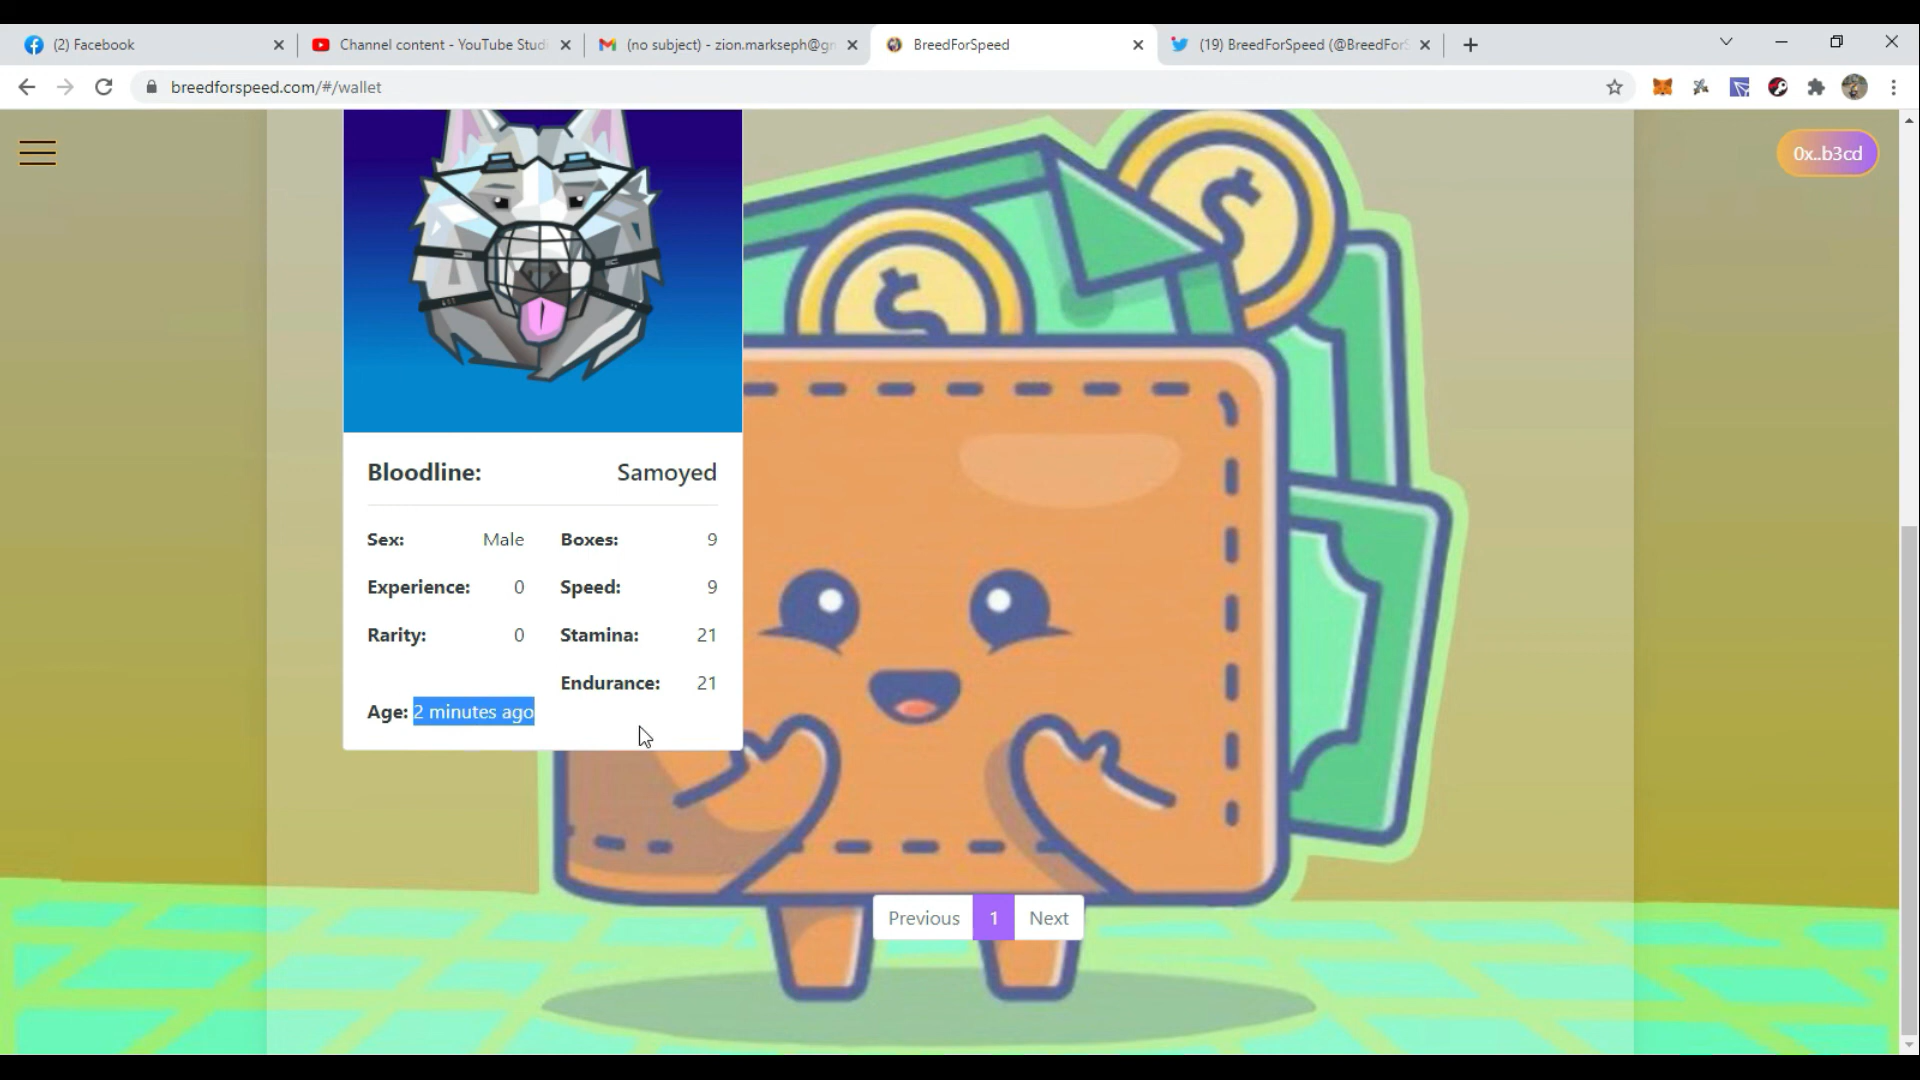 (2) Facebook
Channel content - YouTube Studi
(no subject) - zion.markseph@gm
BreedForSpeed
(19) BreedForSpeed (@BreedForS
breedforspeed.com/#/wallet
0x..b3cd
$
$
Bloodline: Samoyed
Sex: Male Boxes: 9
Experience: 0 Speed: 9
Rarity: 0 Stamina: 21
Endurance: 21
Age: 2 minutes ago
Previous 1 Next